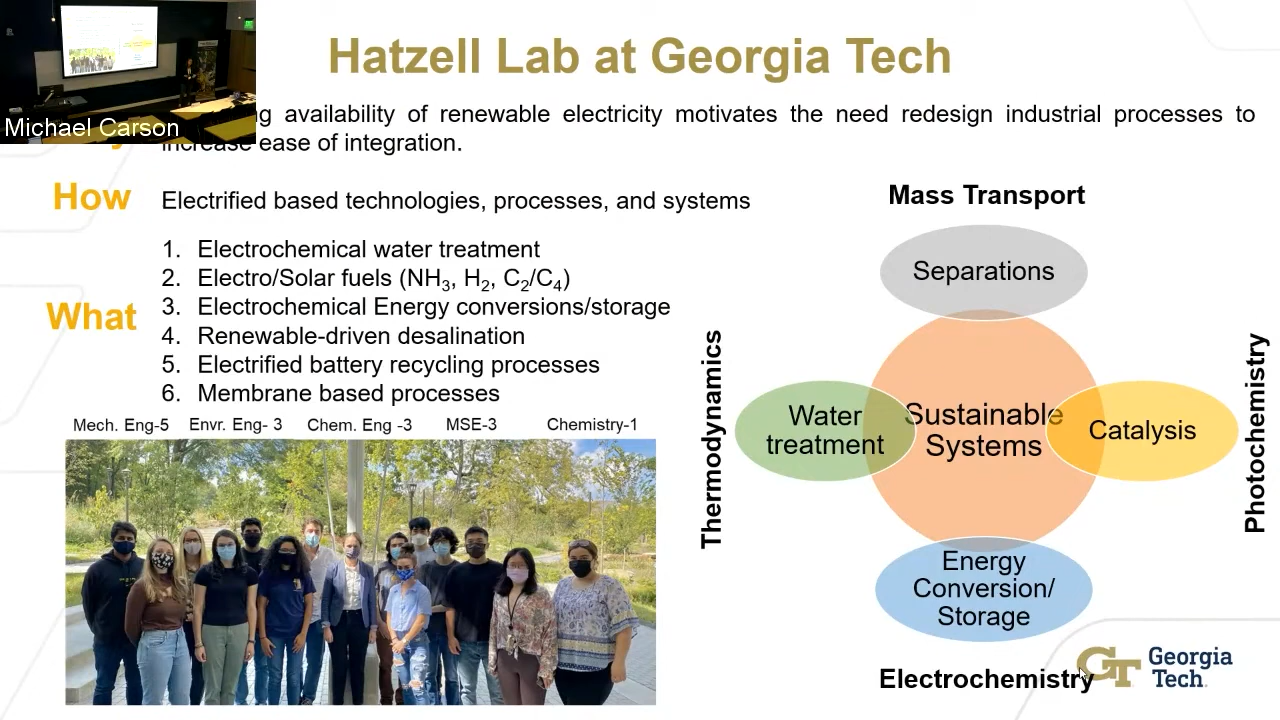 Hatzell Lab at Georgia Tech
Michael Carson
availability of renewable electricity motivates the need redesign industrial processes to
increase ease of integration.
How
Electrified based technologies, processes, and systems
What
1. Electrochemical water treatment
2. Electro/Solar fuels (NH₃, H₂, C₂/C₄)
3. Electrochemical Energy conversions/storage
4. Renewable-driven desalination
5. Electrified battery recycling processes
6. Membrane based processes
Mech. Eng-5 Envr. Eng- 3 Chem. Eng -3 MSE-3 Chemistry-1
Mass Transport
Separations
Thermodynamics
Water
treatment
Sustainable
Systems
Catalysis
Photochemistry
Energy
Conversion/
Storage
Electrochemistry
GT Georgia
Tech